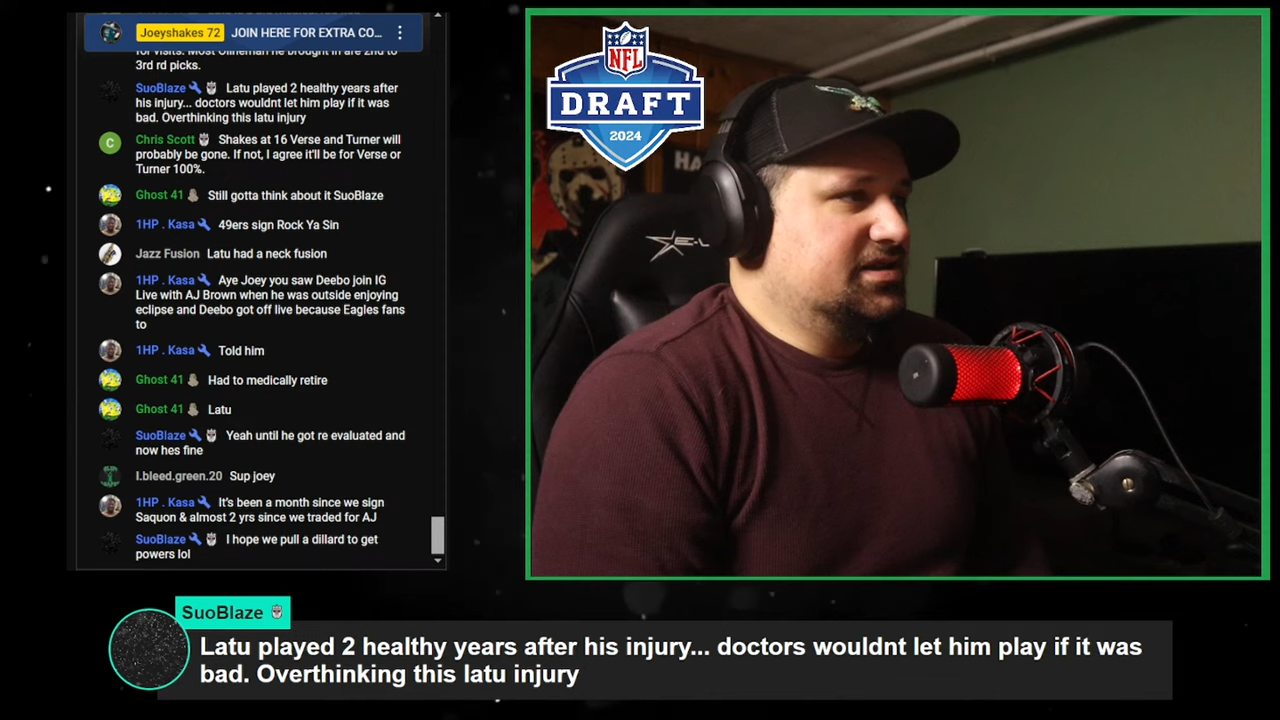 Joeyshakes 72 JOIN HERE FOR EXTRA CO...
for visits. Most Olineman he brought in are 2nd to
3rd rd picks.
SuoBlaze Latu played 2 healthy years after
his injury... doctors wouldnt let him play if it was
bad. Overthinking this latu injury
C
Chris Scott Shakes at 16 Verse and Turner will
probably be gone. If not, I agree it'll be for Verse or
Turner 100%.
Ghost 41 Still gotta think about it SuoBlaze
1HP . Kasa 49ers sign Rock Ya Sin
Jazz Fusion Latu had a neck fusion
1HP . Kasa Aye Joey you saw Deebo join IG
Live with AJ Brown when he was outside enjoying
eclipse and Deebo got off live because Eagles fans
to
1HP . Kasa Told him
Ghost 41 Had to medically retire
Ghost 41 Latu
SuoBlaze Yeah until he got re evaluated and
now hes fine
I.bleed.green.20 Sup joey
1HP . Kasa It's been a month since we sign
Saquon & almost 2 yrs since we traded for AJ
SuoBlaze I hope we pull a dillard to get
powers lol
NFL
DRAFT
2024
HA
SuoBlaze
Latu played 2 healthy years after his injury... doctors wouldnt let him play if it was
bad. Overthinking this latu injury